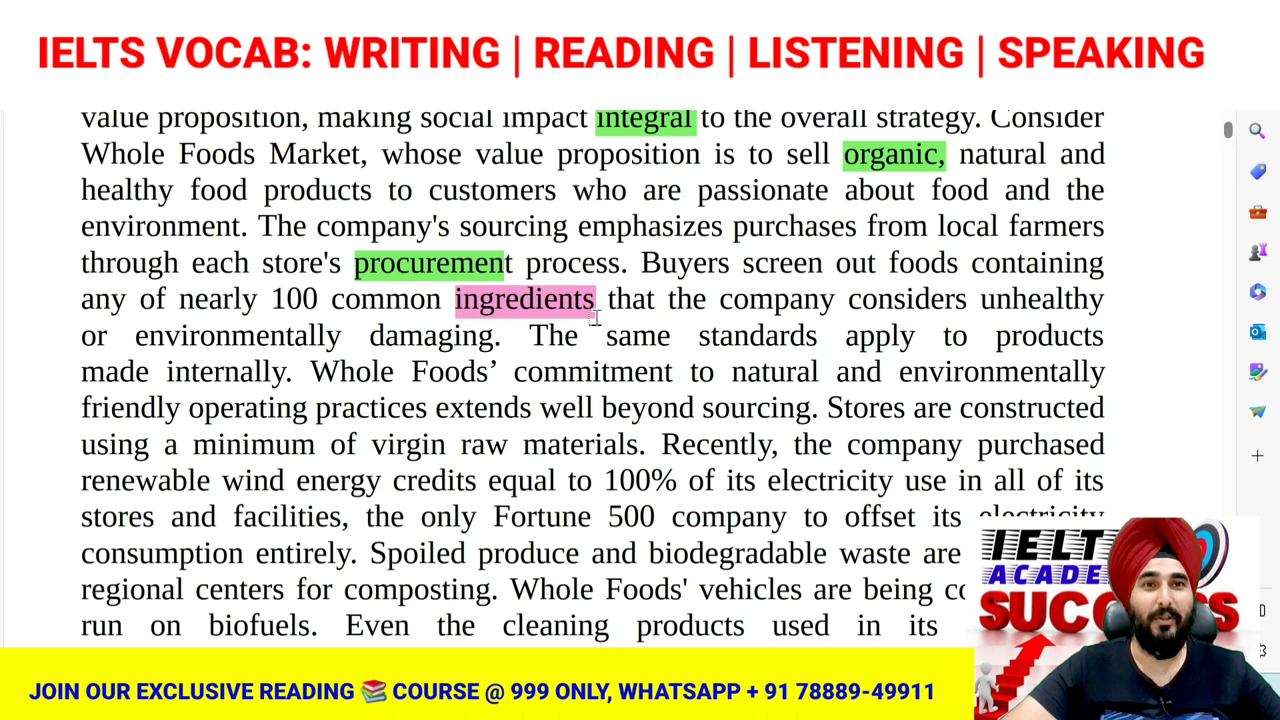 IELTS VOCAB: WRITING | READING | LISTENING | SPEAKING
value proposition, making social impact integral to the overall strategy. Consider
Whole Foods Market, whose value proposition is to sell organic, natural and
healthy food products to customers who are passionate about food and the
environment. The company's sourcing emphasizes purchases from local farmers
through each store's procurement process. Buyers screen out foods containing
any of nearly 100 common ingredients that the company considers unhealthy
or environmentally damaging. The same standards apply to products
made internally. Whole Foods’ commitment to natural and environmentally
friendly operating practices extends well beyond sourcing. Stores are constructed
using a minimum of virgin raw materials. Recently, the company purchased
renewable wind energy credits equal to 100% of its electricity use in all of its
stores and facilities, the only Fortune 500 company to offset its electricity
consumption entirely. Spoiled produce and biodegradable waste are
regional centers for composting. Whole Foods' vehicles are being
run on biofuels. Even the cleaning products used in its
IELT
ACADE
SUCCESS
JOIN OUR EXCLUSIVE READING 📚 COURSE @ 999 ONLY, WHATSAPP + 91 78889-49911